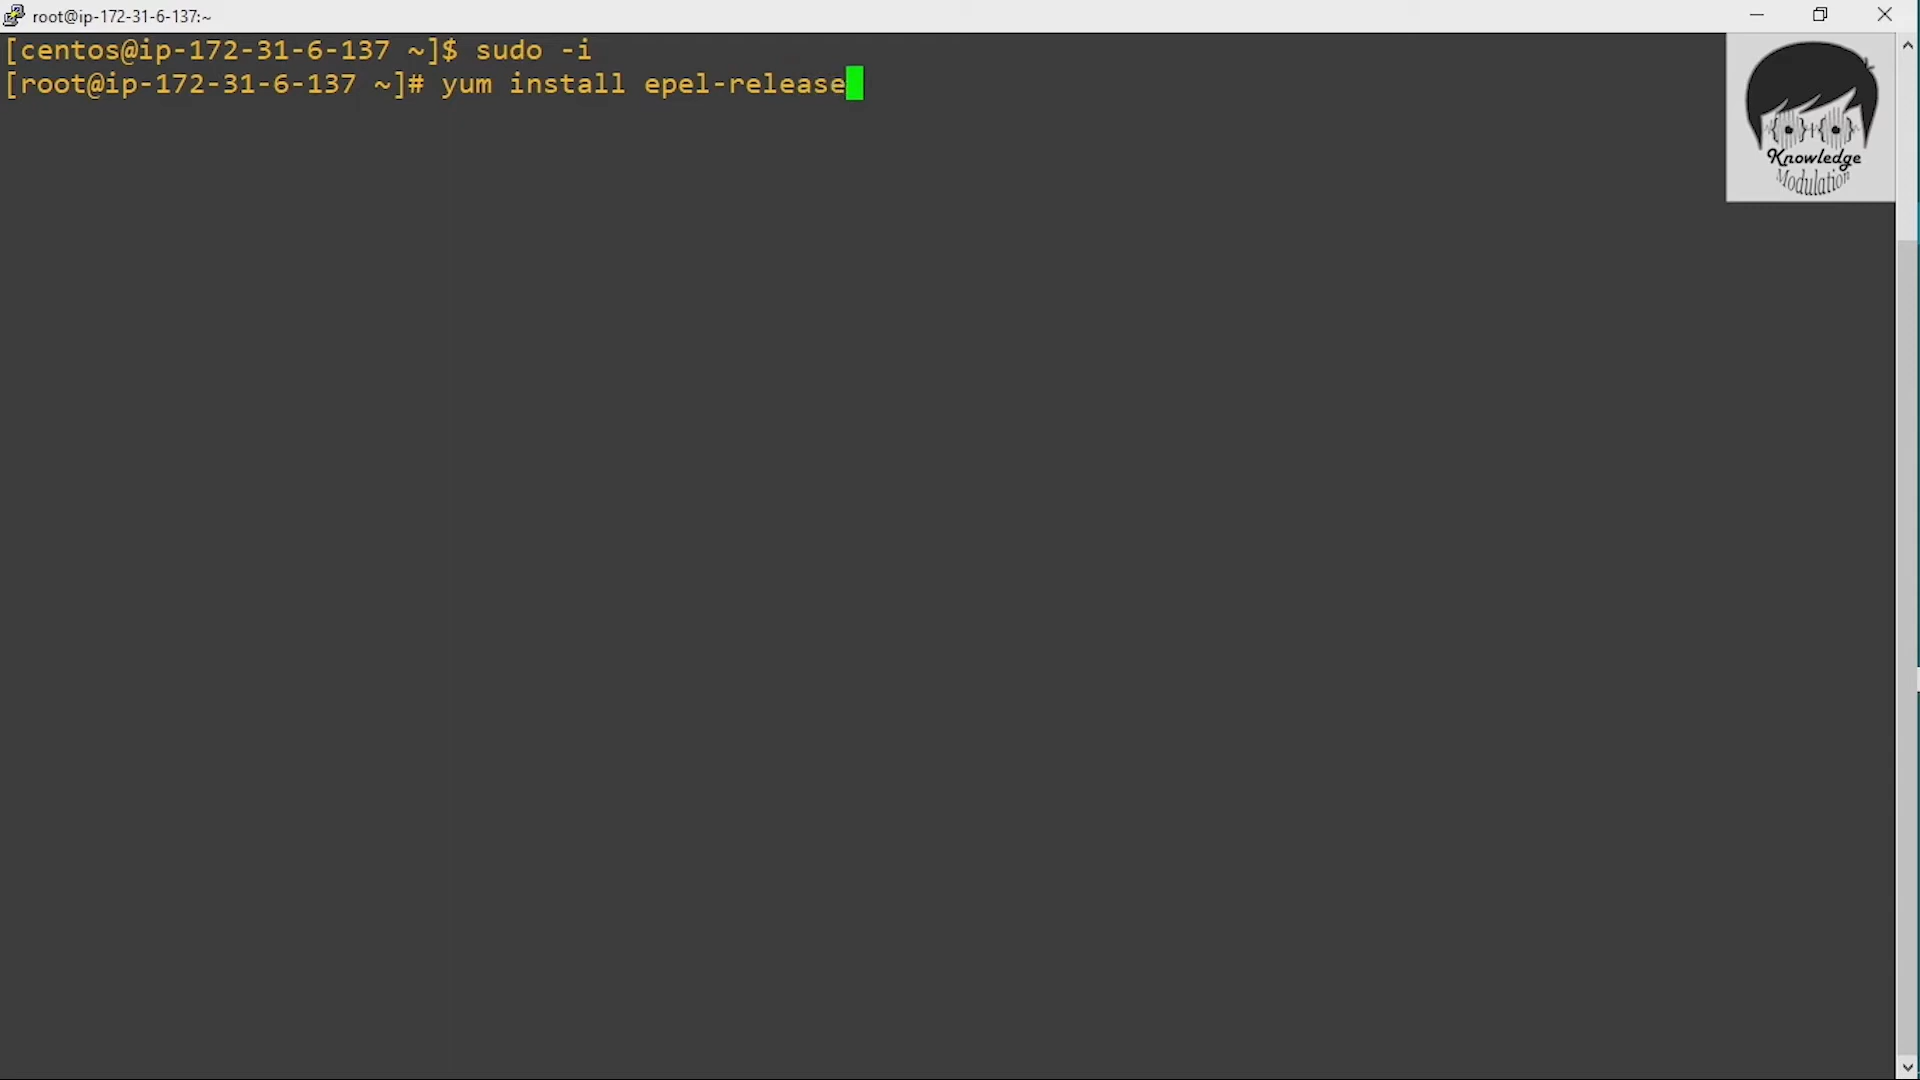 root@ip-172-31-6-137:~
[centos@ip-172-31-6-137 ~]$ sudo -i
[root@ip-172-31-6-137 ~]# yum install epel-release
Knowledge
Modulation